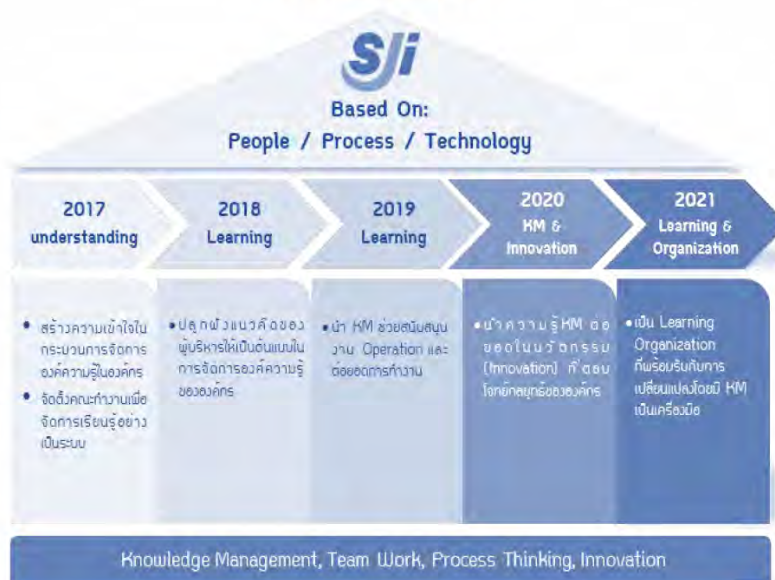 SJi
Based On:
People / Process / Technology
2017
understanding
2018
Learning
2019
Learning
2020
KM &
Innovation
2021
Learning &
Organization
• สร้างความเข้าใจใน
กระบวนการจัดการ
องค์ความรู้ในองค์กร
• จัดตั้งคณะทำงานเพื่อ
จัดการเรียนรู้อย่าง
เป็นระบบ
•ปลูกฝังแนวคิดของ
ผู้บริหารให้เป็นต้นแบบใน
การจัดการองค์ความรู้
ขององค์กร
•นำ KM ช่วยสนับสนุน
งาน Operation และ
ต่อยอดการทำงาน
•นำความรู้ KM ต่อ
ยอดในนวัตกรรม
(Innovation) ที่ตอบ
โจทย์กลยุทธ์ขององค์กร
•เป็น Learning
Organization
ที่พร้อมรับกับการ
เปลี่ยนแปลงโดยมี KM
เป็นเครื่องมือ
Knowledge Management, Team Work, Process Thinking, Innovation